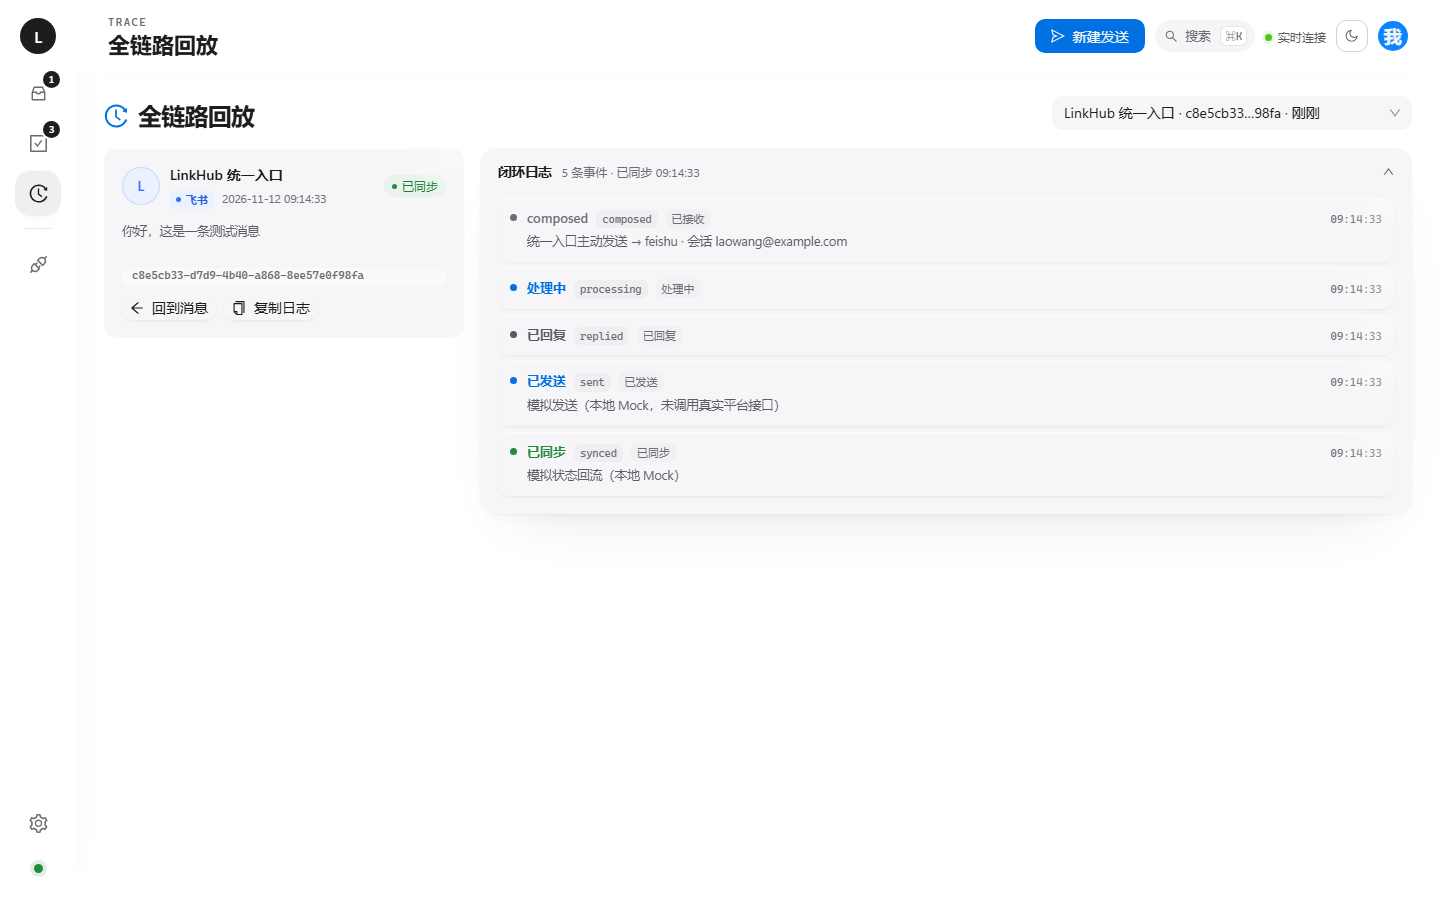 L
1
3
TRACE
全链路回放
新建发送
搜索 ⌘K
实时连接
我
全链路回放
LinkHub 统一入口 · c8e5cb33...98fa · 刚刚
L
LinkHub 统一入口
飞书 2026-11-12 09:14:33
已同步
你好，这是一条测试消息
c8e5cb33-d7d9-4b40-a868-8ee57e0f98fa
回到消息 复制日志
闭环日志 5 条事件 · 已同步 09:14:33
composed composed 已接收 09:14:33
统一入口主动发送 → feishu · 会话 laowang@example.com
处理中 processing 处理中 09:14:33
已回复 replied 已回复 09:14:33
已发送 sent 已发送 09:14:33
模拟发送（本地 Mock，未调用真实平台接口）
已同步 synced 已同步 09:14:33
模拟状态回流（本地 Mock）